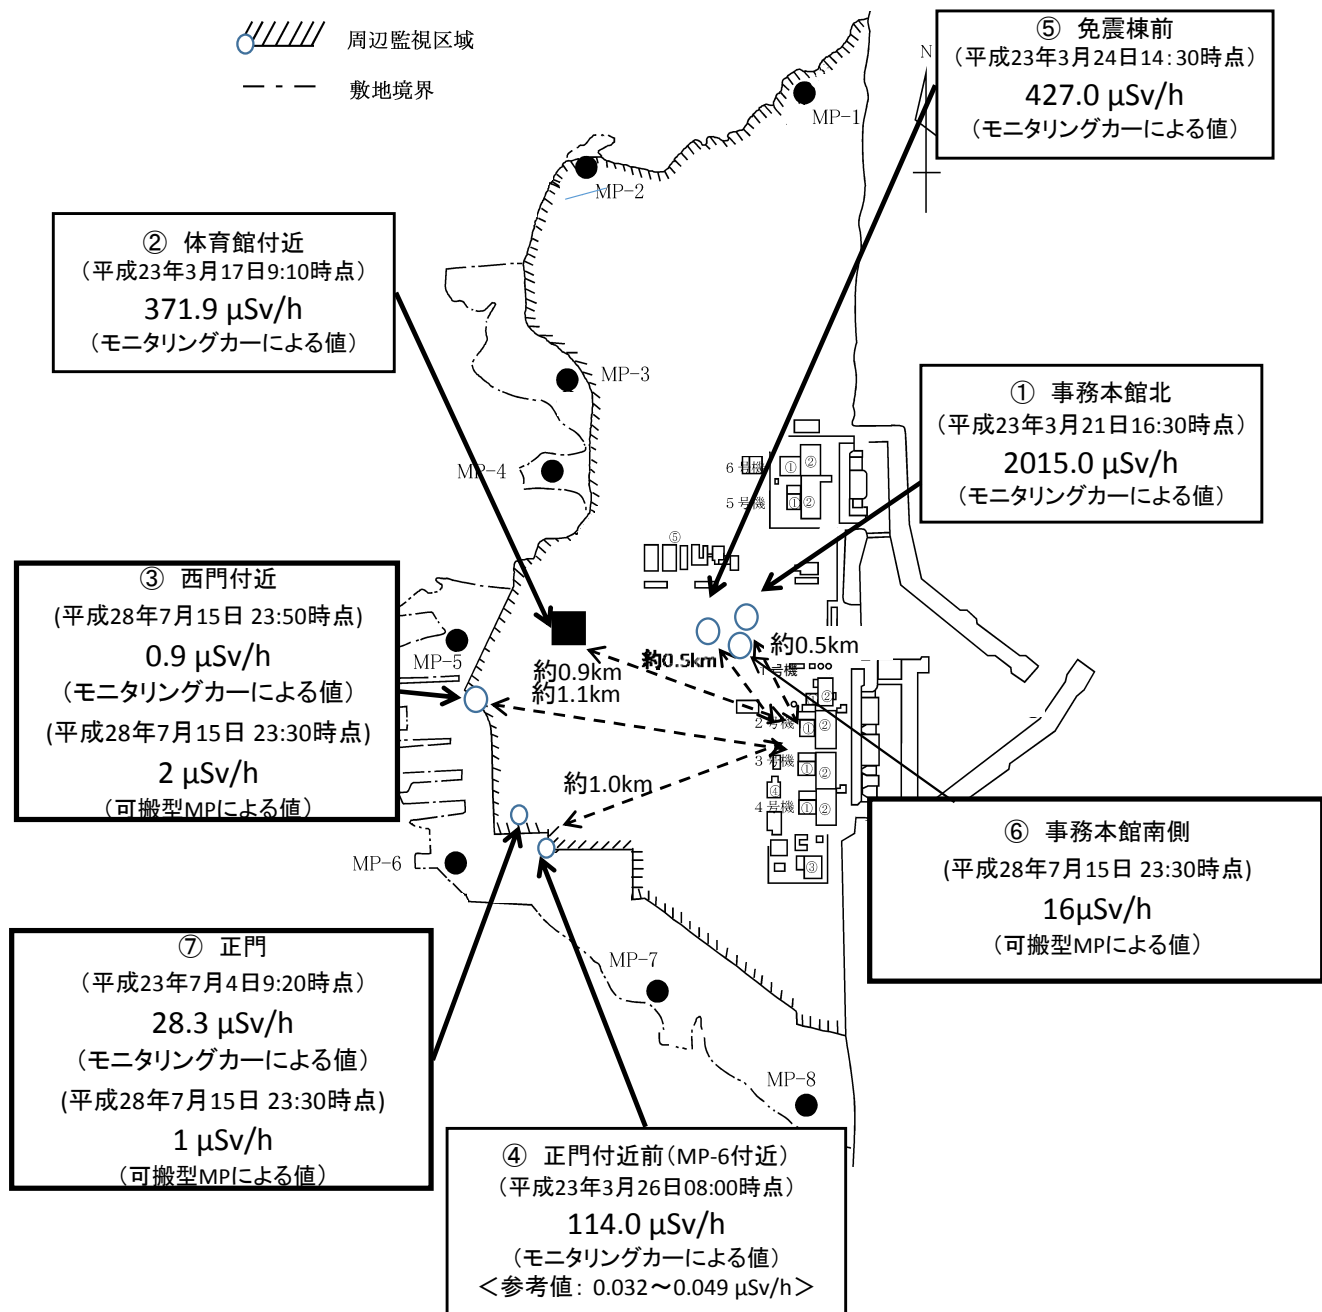 周辺監視区域
敷地境界
⑤ 免震棟前
(平成23年3月24日14:30時点)
427.0 μSv/h
(モニタリングカーによる値)
N
MP-1
MP-2
② 体育館付近
(平成23年3月17日9:10時点)
371.9 μSv/h
(モニタリングカーによる値)
MP-3
① 事務本館北
(平成23年3月21日16:30時点)
2015.0 μSv/h
(モニタリングカーによる値)
MP-4
6号機
① ②
5号機
① ②
⑤
③ 西門付近
(平成28年7月15日 23:50時点)
0.9 μSv/h
(モニタリングカーによる値)
(平成28年7月15日 23:30時点)
2 μSv/h
(可搬型MPによる値)
MP-5
約0.9km
約1.1km
約0.5km
約0.5km
1号機
②
2号機
① ②
3号機
① ②
④
4号機
① ②
③
約1.0km
MP-6
⑥ 事務本館南側
(平成28年7月15日 23:30時点)
16μSv/h
(可搬型MPによる値)
⑦ 正門
(平成23年7月4日9:20時点)
28.3 μSv/h
(モニタリングカーによる値)
(平成28年7月15日 23:30時点)
1 μSv/h
(可搬型MPによる値)
MP-7
MP-8
④ 正門付近前(MP-6付近)
(平成23年3月26日08:00時点)
114.0 μSv/h
(モニタリングカーによる値)
<参考値: 0.032～0.049 μSv/h>